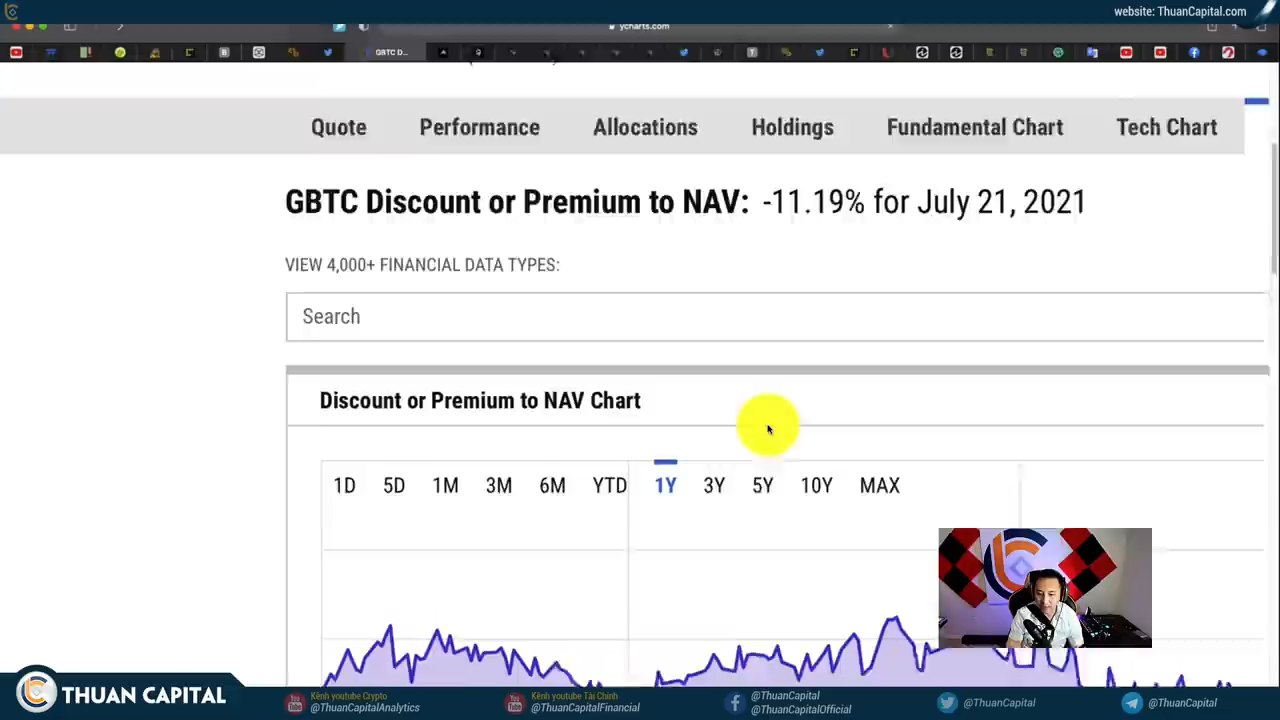 website: ThuanCapital.com
ycharts.com
GBTC D...
Quote Performance Allocations Holdings Fundamental Chart Tech Chart
GBTC Discount or Premium to NAV: -11.19% for July 21, 2021
VIEW 4,000+ FINANCIAL DATA TYPES:
Search
Discount or Premium to NAV Chart
1D 5D 1M 3M 6M YTD 1Y 3Y 5Y 10Y MAX
THUAN CAPITAL
Kênh youtube Crypto
@ThuanCapitalAnalytics
Kênh youtube Tài Chính
@ThuanCapitalFinancial
@ThuanCapital
@ThuanCapitalOfficial
@ThuanCapital
@ThuanCapital